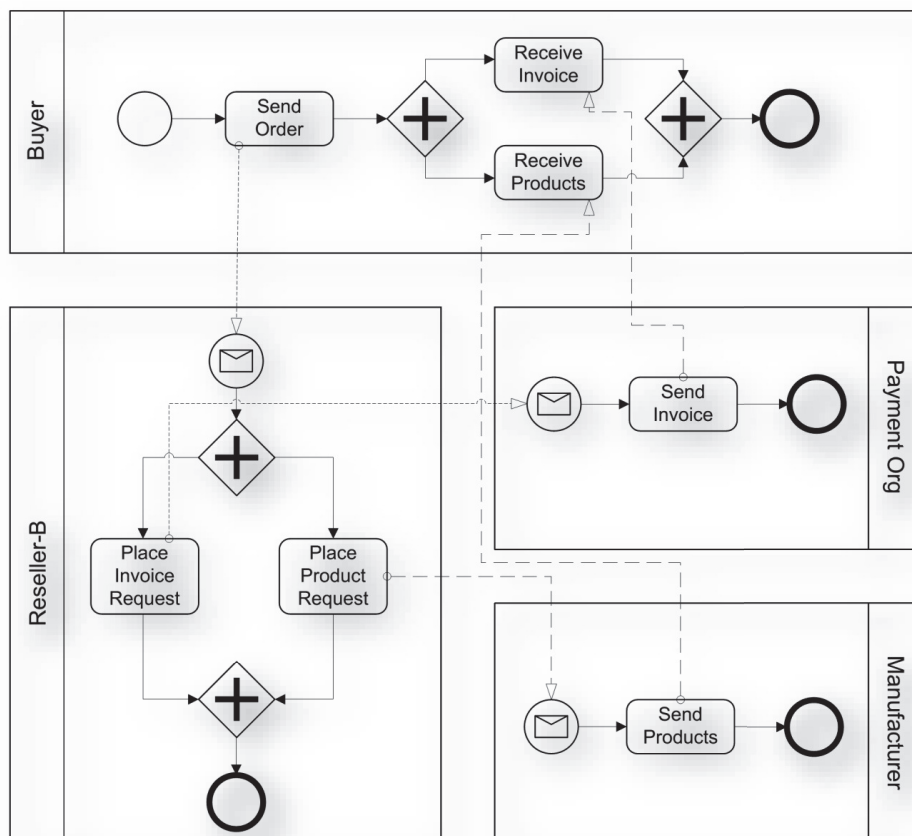 Buyer
Send
Order
Receive
Invoice
Receive
Products
Reseller-B
Place
Invoice
Request
Place
Product
Request
Send
Invoice
Payment Org
Send
Products
Manufacturer